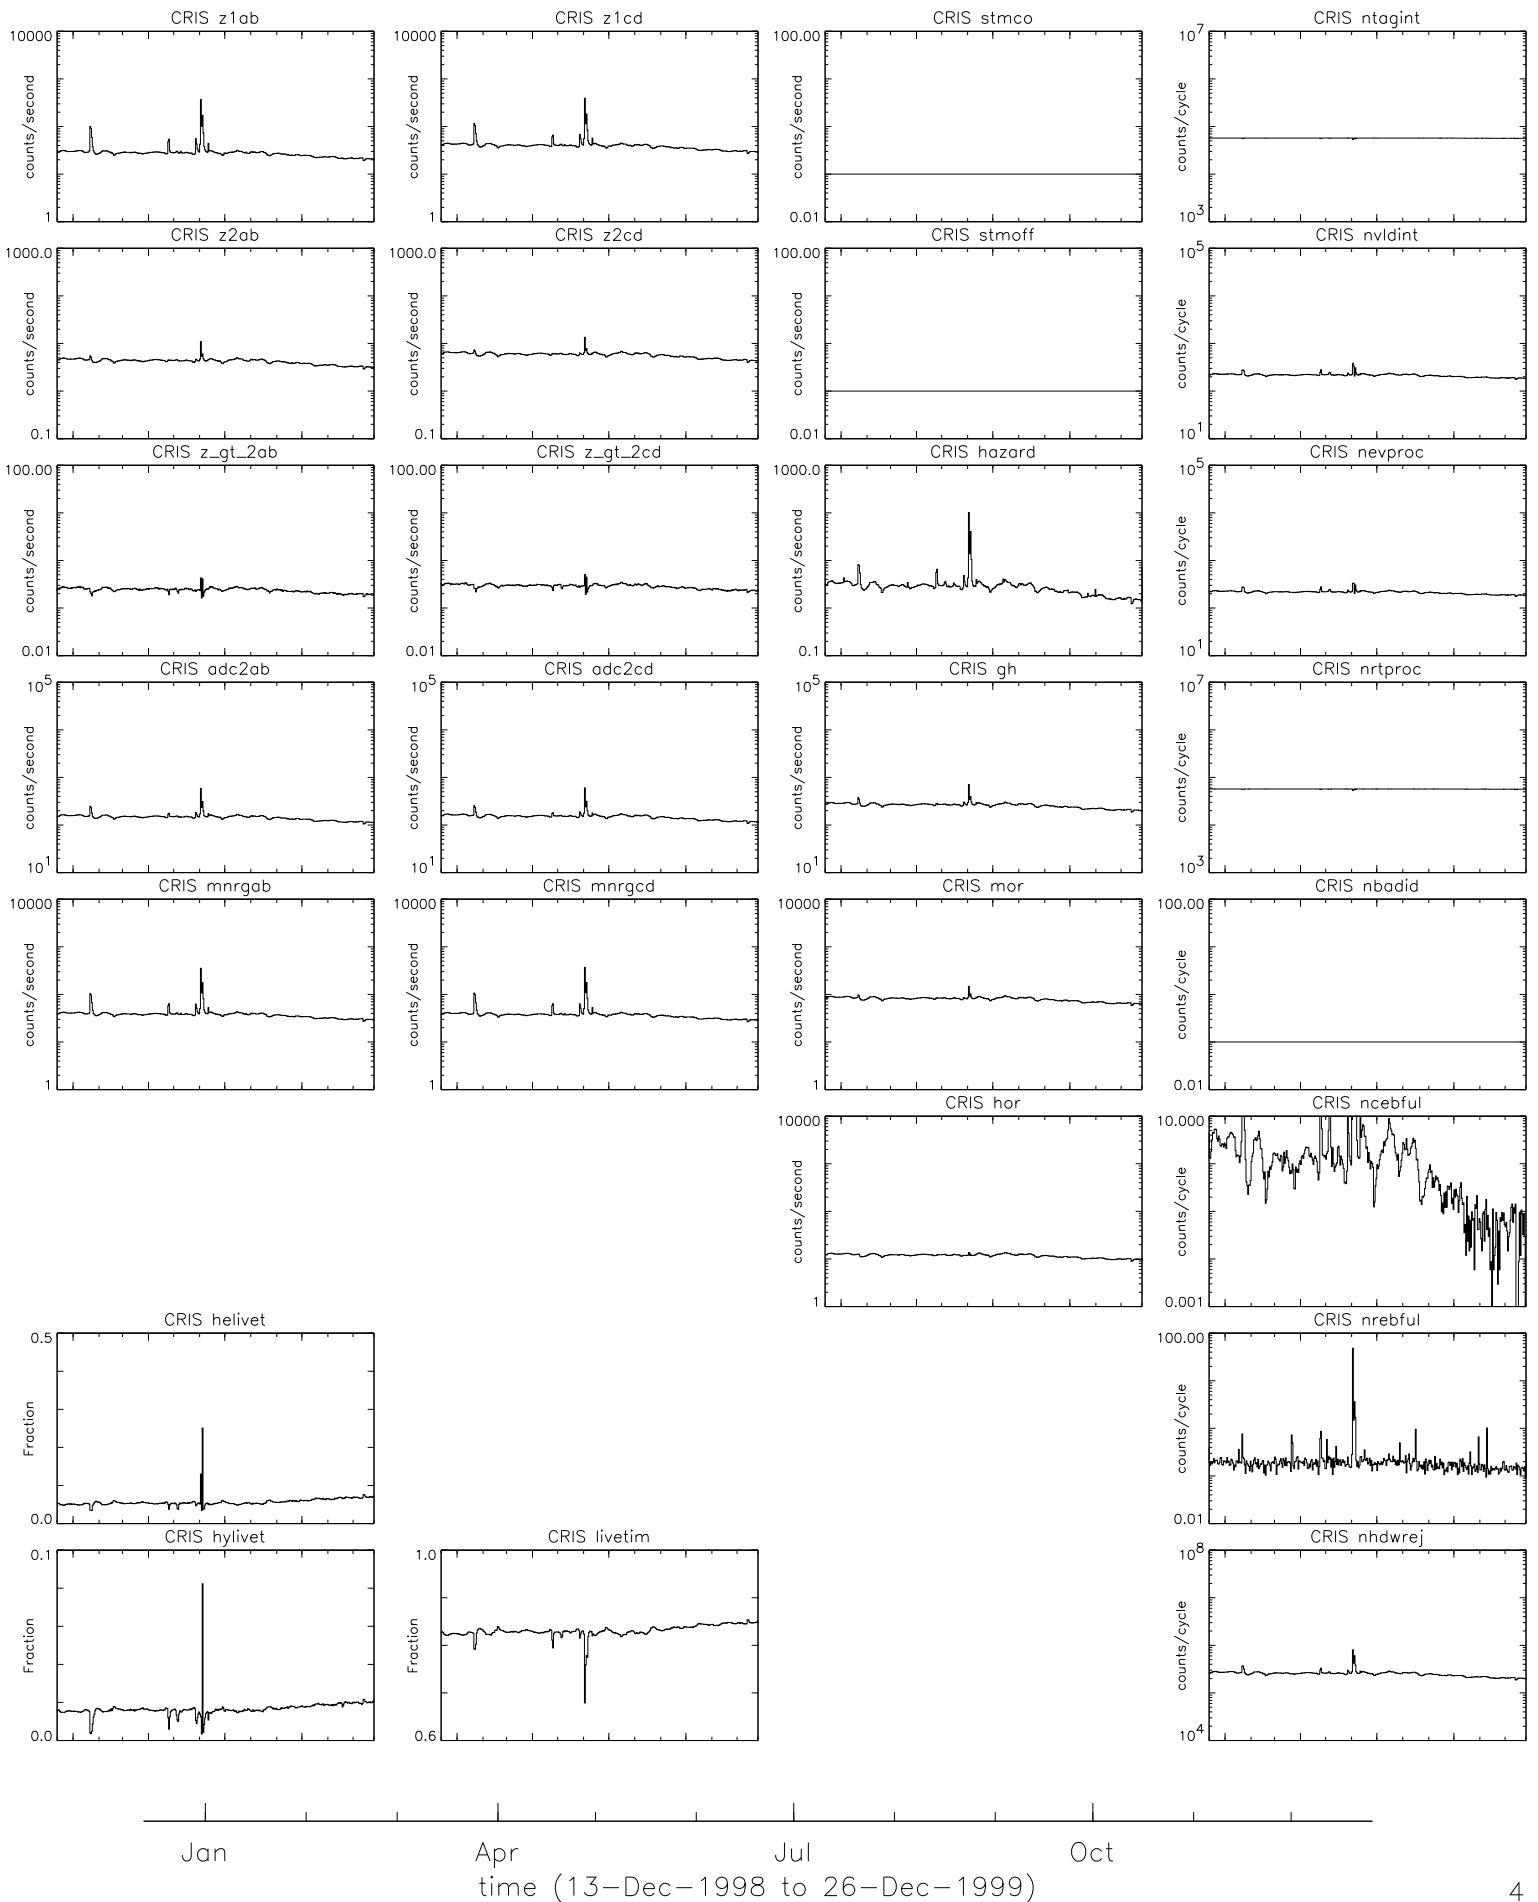 CRIS z1ab
10000
counts/second
1
CRIS z1cd
10000
counts/second
1
CRIS stmco
100.00
counts/second
0.01
CRIS ntagint
10^7
counts/cycle
10^3
CRIS z2ab
1000.0
counts/second
0.1
CRIS z2cd
1000.0
counts/second
0.1
CRIS stmoff
100.00
counts/second
0.01
CRIS nvldint
10^5
counts/cycle
10^1
CRIS z_gt_2ab
100.00
counts/second
0.01
CRIS z_gt_2cd
100.00
counts/second
0.01
CRIS hazard
1000.0
counts/second
0.1
CRIS nevproc
10^5
counts/cycle
10^1
CRIS adc2ab
10^5
counts/second
10^1
CRIS adc2cd
10^5
counts/second
10^1
CRIS gh
10^5
counts/second
10^1
CRIS nrtproc
10^7
counts/cycle
10^3
CRIS mnrgab
10000
counts/second
1
CRIS mnrgcd
10000
counts/second
1
CRIS mor
10000
counts/second
1
CRIS nbadid
100.00
counts/cycle
0.01
CRIS hor
10000
counts/second
1
CRIS ncebful
10.000
counts/cycle
0.001
CRIS helivet
0.5
Fraction
0.0
CRIS nrebful
100.00
counts/cycle
0.01
CRIS hylivet
0.1
Fraction
0.0
CRIS livetim
1.0
Fraction
0.6
CRIS nhdwrej
10^8
counts/cycle
10^4
Jan Apr Jul Oct
time (13-Dec-1998 to 26-Dec-1999)
4